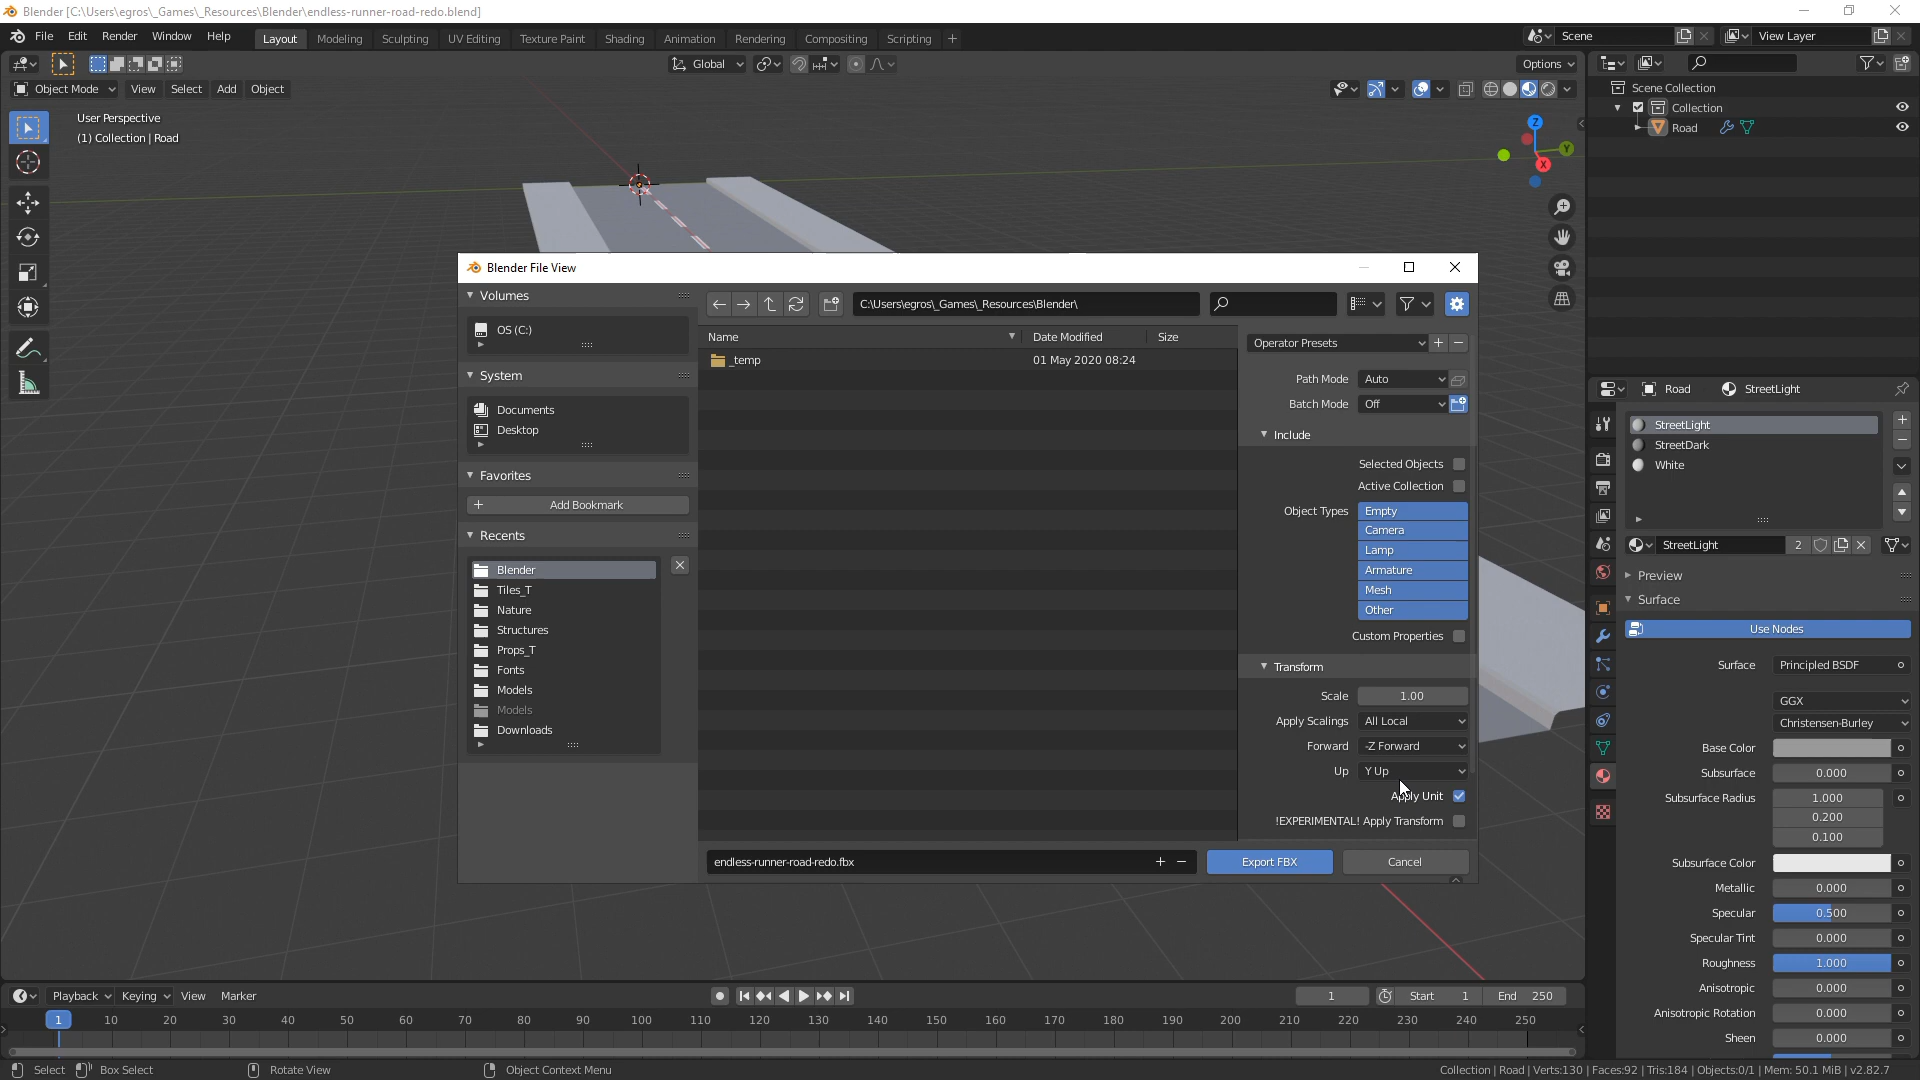 Blender [C:\Users\egros\_Games\_Resources\Blender\endless-runner-road-redo.blend]
File Edit Render Window Help Layout Modeling Sculpting UV Editing Texture Paint Shading Animation Rendering Compositing Scripting + Scene View Layer
Global Options
Object Mode View Select Add Object
User Perspective
(1) Collection | Road
Z
Y
X
Scene Collection
Collection
Road
Blender File View
Volumes
OS (C:)
System
Documents
Desktop
Favorites
Add Bookmark
Recents
Blender
Tiles_T
Nature
Structures
Props_T
Fonts
Models
Models
Downloads
C:\Users\egros\_Games\_Resources\Blender\
Name Date Modified Size
_temp 01 May 2020 08:24
Operator Presets
Path Mode Auto
Batch Mode Off
Include
Selected Objects
Active Collection
Object Types Empty
Camera
Lamp
Armature
Mesh
Other
Custom Properties
Transform
Scale 1.00
Apply Scalings All Local
Forward -Z Forward
Up Y Up
Apply Unit
!EXPERIMENTAL! Apply Transform
endless-runner-road-redo.fbx + − Export FBX Cancel
Road StreetLight
StreetLight
StreetDark
White
StreetLight 2
Preview
Surface
Use Nodes
Surface Principled BSDF
GGX
Christensen-Burley
Base Color
Subsurface 0.000
Subsurface Radius 1.000
0.200
0.100
Subsurface Color
Metallic 0.000
Specular 0.500
Specular Tint 0.000
Roughness 1.000
Anisotropic 0.000
Anisotropic Rotation 0.000
Sheen 0.000
Playback Keying View Marker 1 Start 1 End 250
1 10 20 30 40 50 60 70 80 90 100 110 120 130 140 150 160 170 180 190 200 210 220 230 240 250
Select Box Select Rotate View Object Context Menu Collection | Road | Verts:130 | Faces:92 | Tris:184 | Objects:0/1 | Mem: 50.1 MiB | v2.82.7